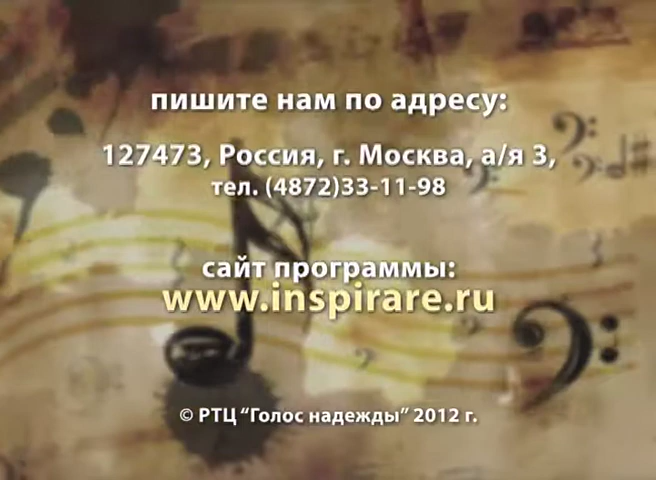 пишите нам по адресу:
127473, Россия, г. Москва, а/я 3,
тел. (4872)33-11-98
сайт программы:
www.inspirare.ru
© РТЦ “Голос надежды” 2012 г.